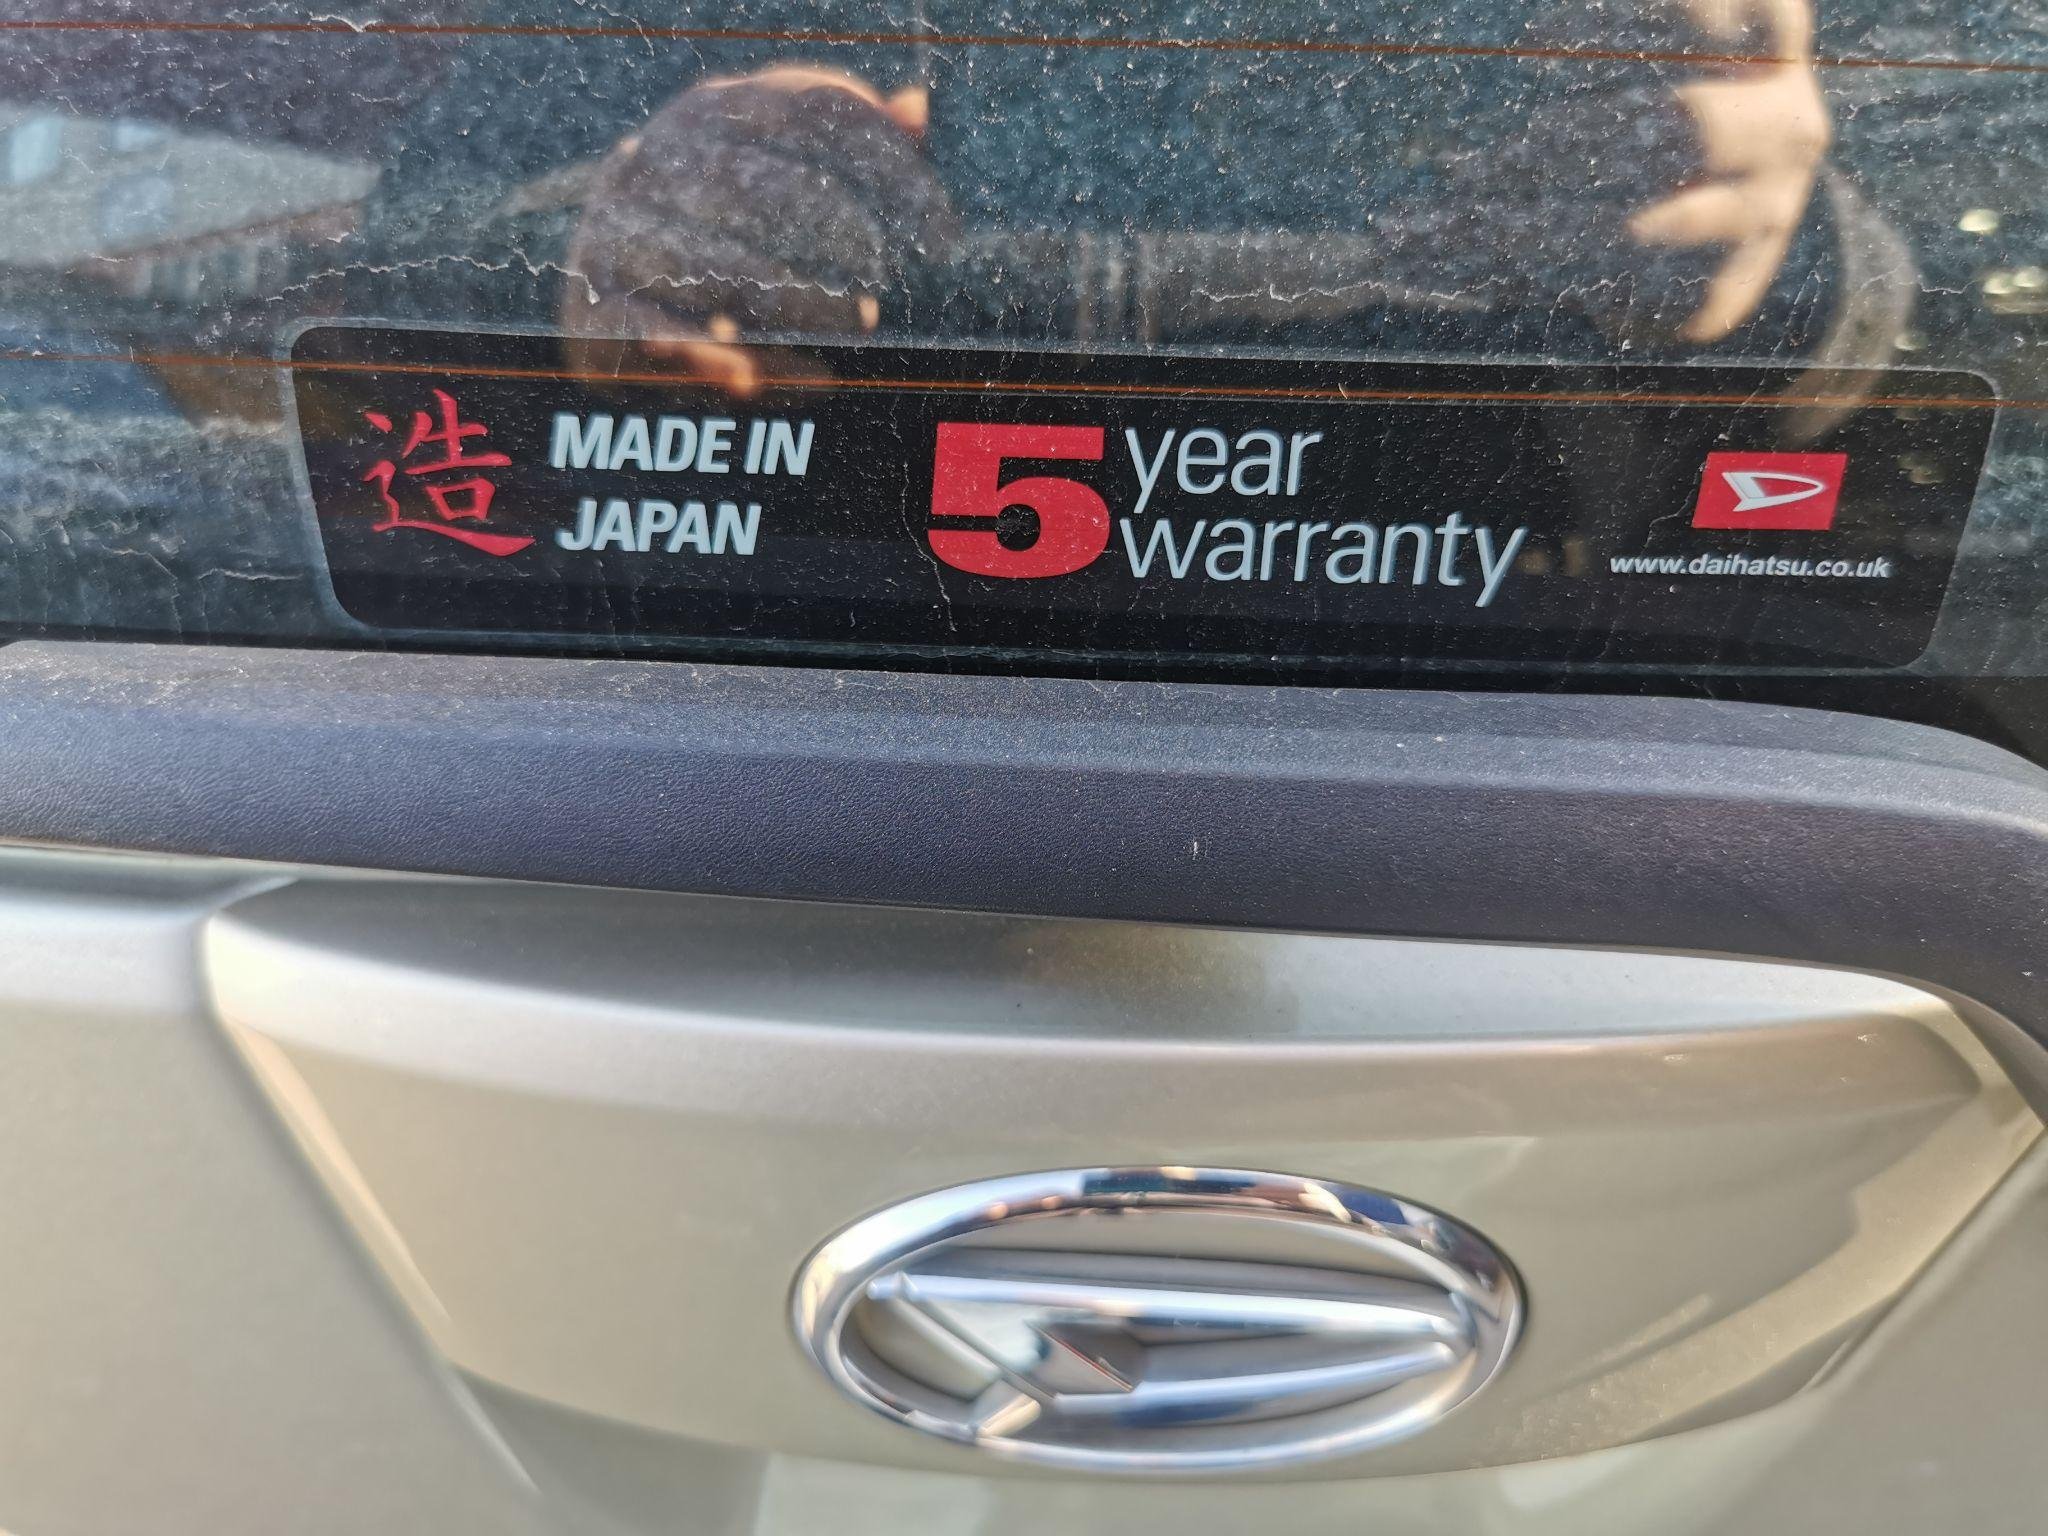 造
MADE IN
JAPAN
5 year
warranty
www.daihatsu.co.uk